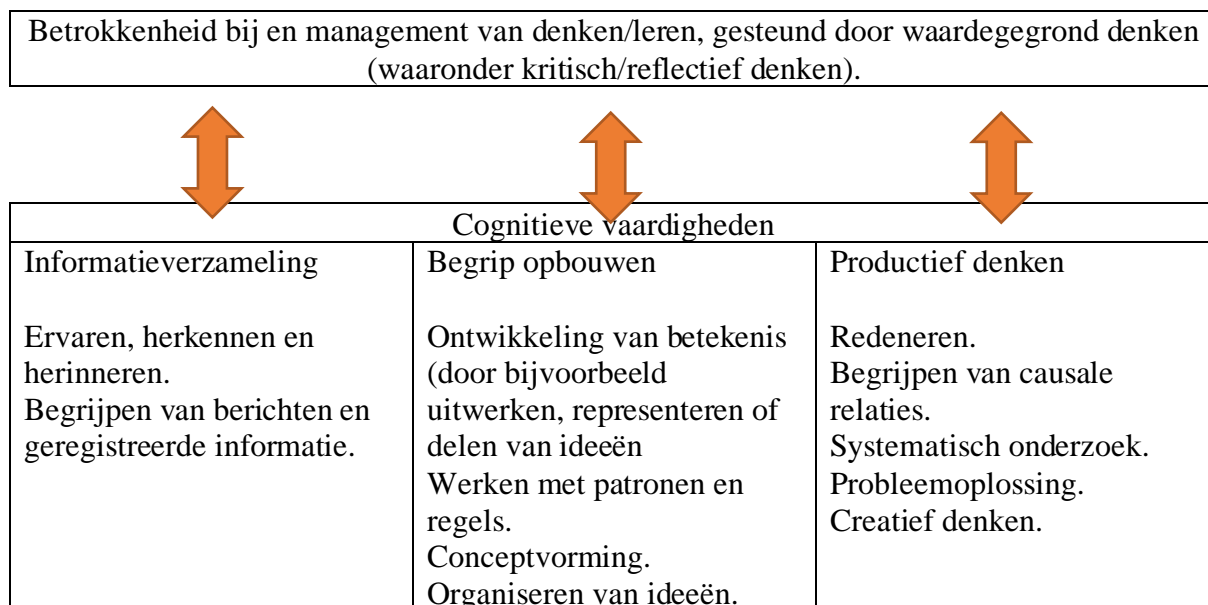 Betrokkenheid bij en management van denken/leren, gesteund door waardegegrond denken
(waaronder kritisch/reflectief denken).
Cognitieve vaardigheden
Informatieverzameling
Ervaren, herkennen en
herinneren.
Begrijpen van berichten en
geregistreerde informatie.
Begrip opbouwen
Ontwikkeling van betekenis
(door bijvoorbeeld
uitwerken, representeren of
delen van ideeën
Werken met patronen en
regels.
Conceptvorming.
Organiseren van ideeën.
Productief denken
Redeneren.
Begrijpen van causale
relaties.
Systematisch onderzoek.
Probleemoplossing.
Creatief denken.